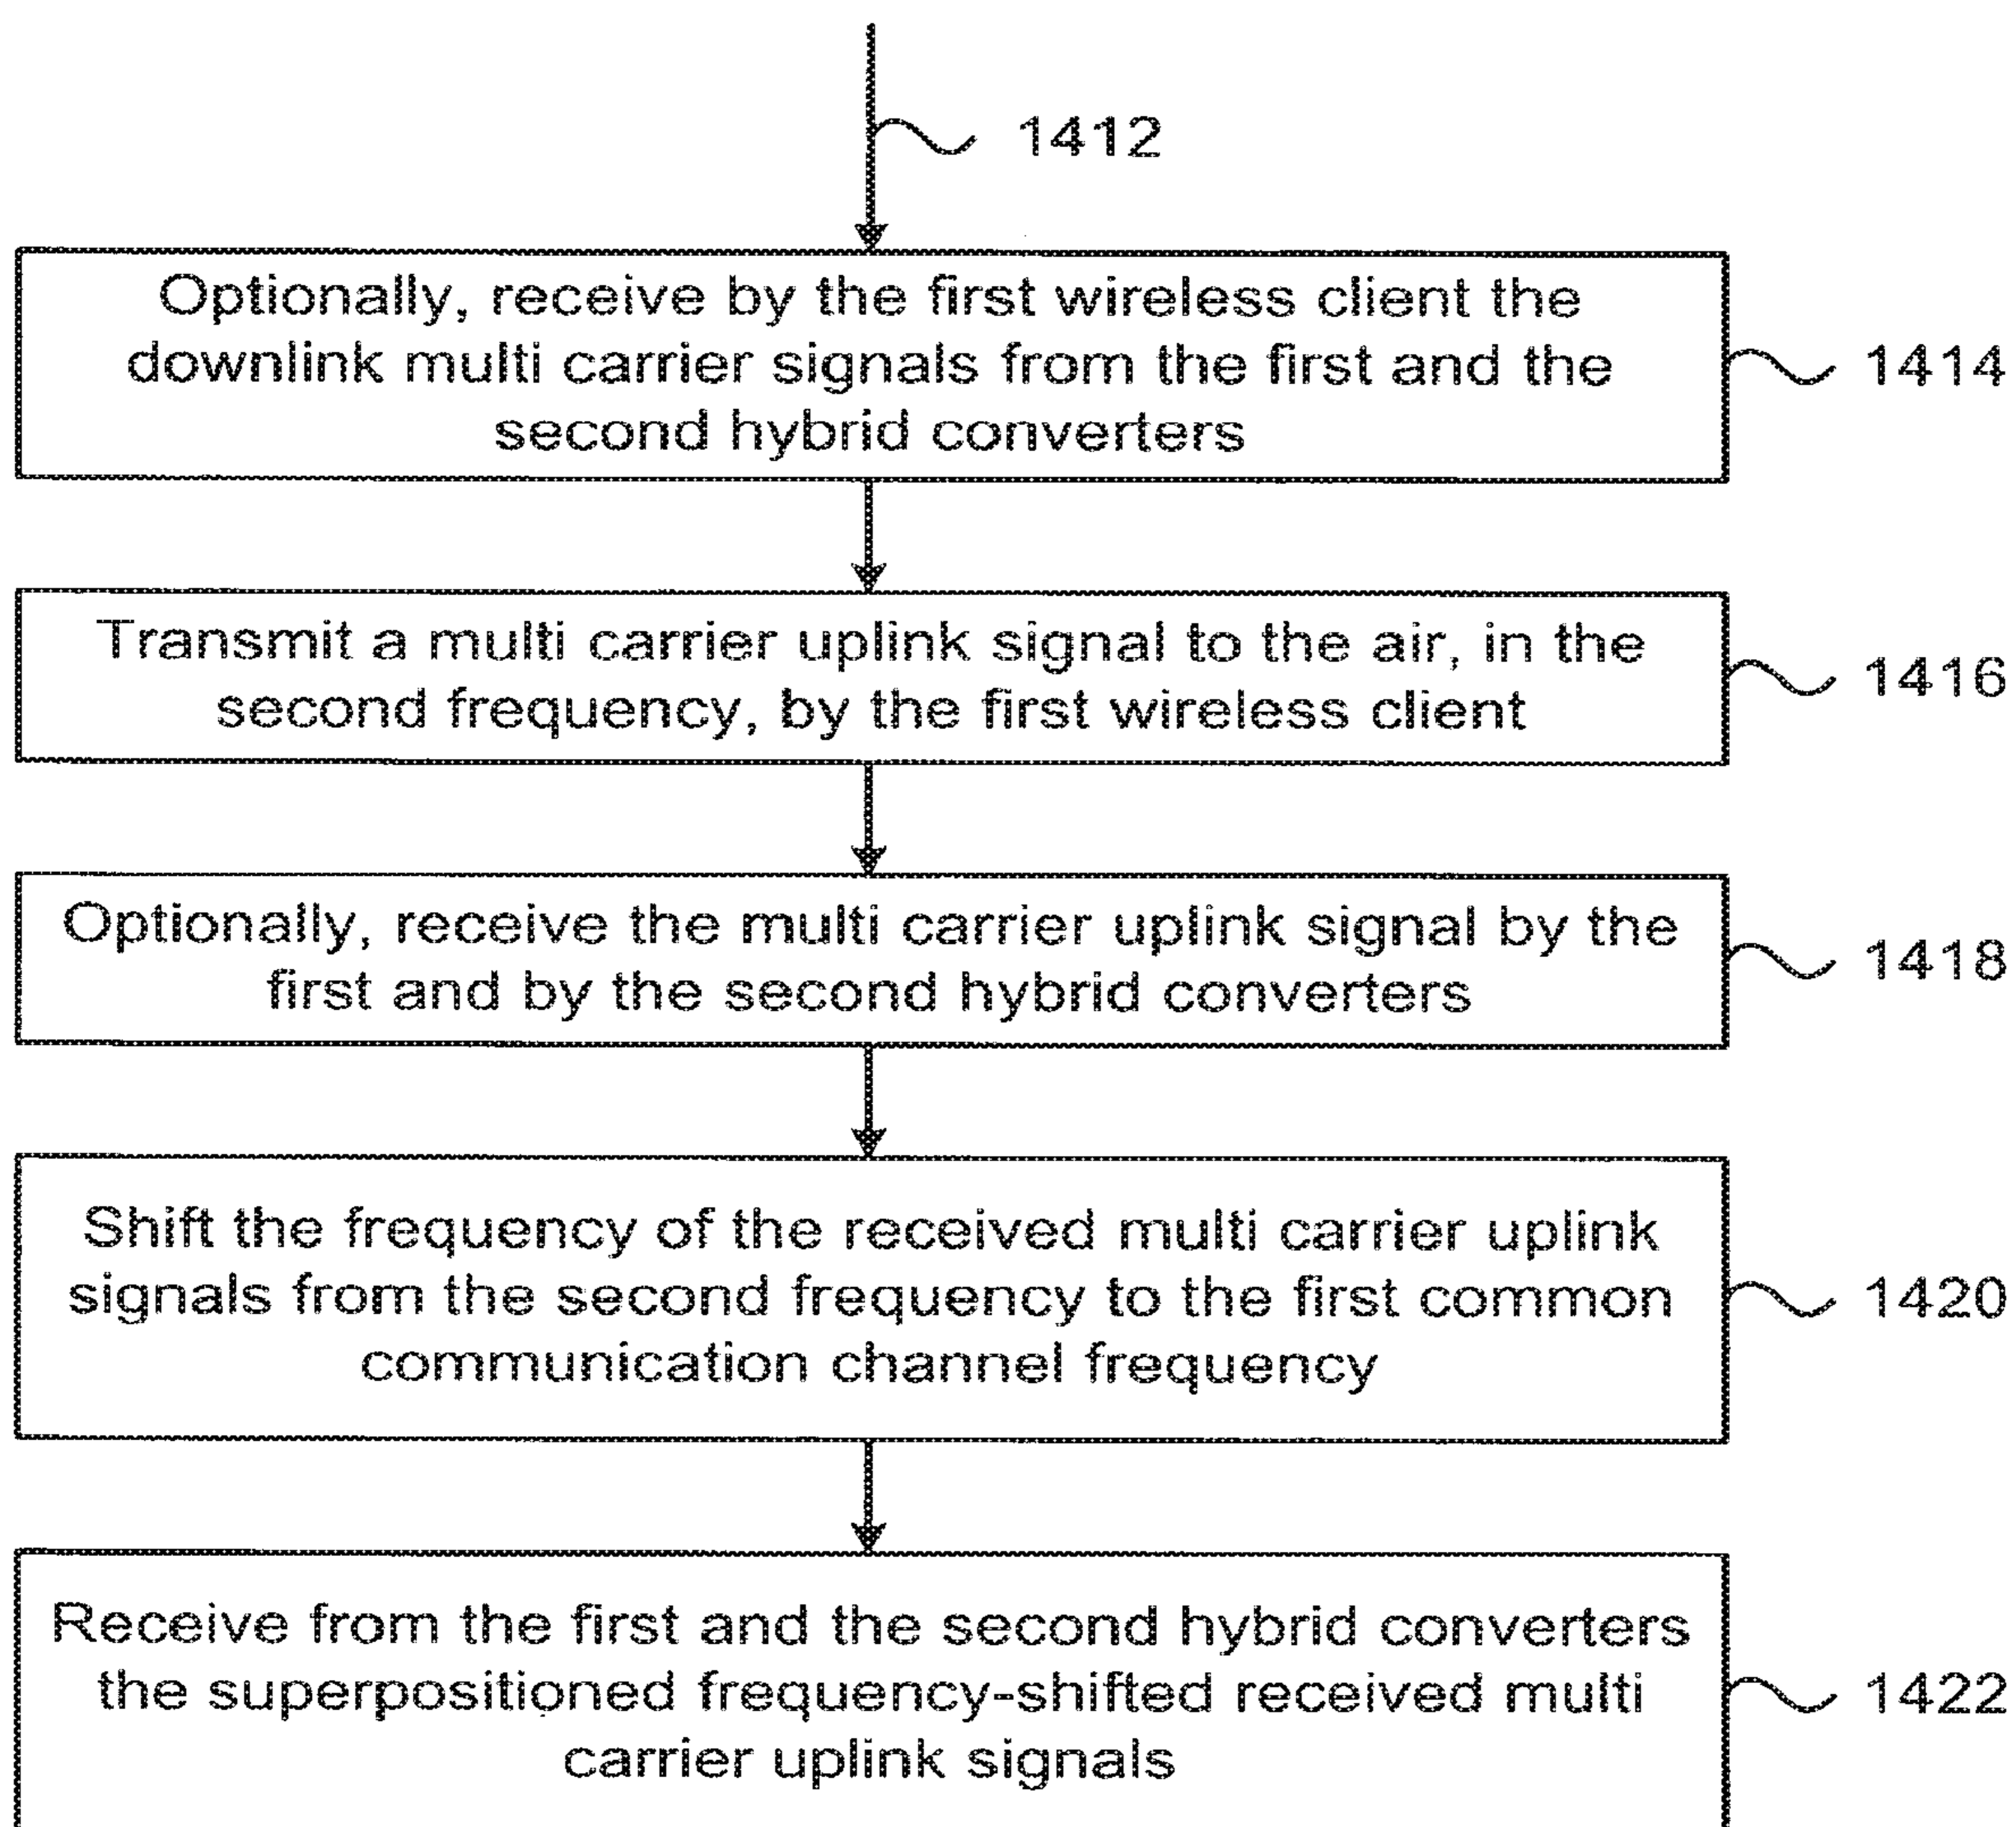 1412
Optionally, receive by the first wireless client the
downlink multi carrier signals from the first and the
second hybrid converters
1414
Transmit a multi carrier uplink signal to the air, in the
second frequency, by the first wireless client
1416
Optionally, receive the multi carrier uplink signal by the
first and by the second hybrid converters
1418
Shift the frequency of the received multi carrier uplink
signals from the second frequency to the first common
communication channel frequency
1420
Receive from the first and the second hybrid converters
the superpositioned frequency-shifted received multi
carrier uplink signals
1422